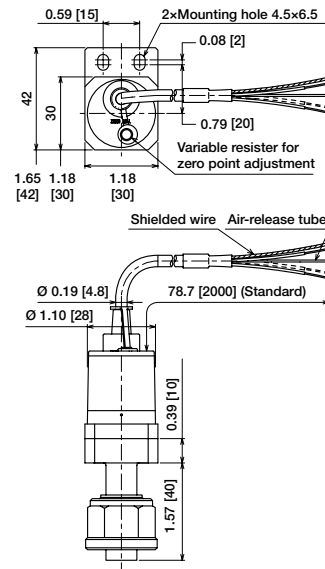 0.59 [15]
2×Mounting hole 4.5×6.5
0.08 [2]
42
30
0.79 [20]
Variable resister for
zero point adjustment
1.65
[42]
1.18
[30]
1.18
[30]
Shielded wire
Air-release tube
Ø 0.19 [4.8]
78.7 [2000] (Standard)
Ø 1.10 [28]
0.39 [10]
1.57 [40]